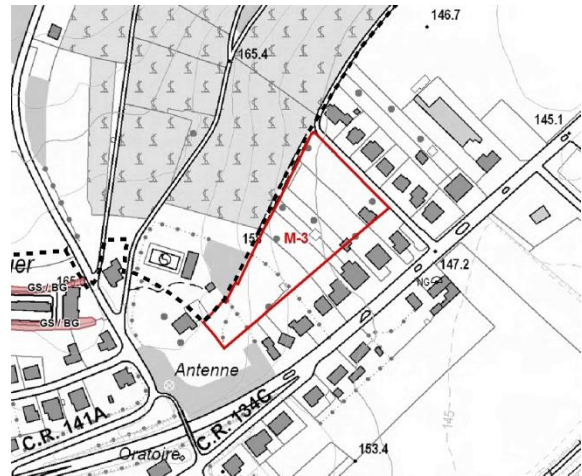 146.7
165.4
145.1
M-3
147.2
NG
GS / BG
GS / BG
Antenne
C.R. 141A
C.R. 134C
Oratoire
153.4
145